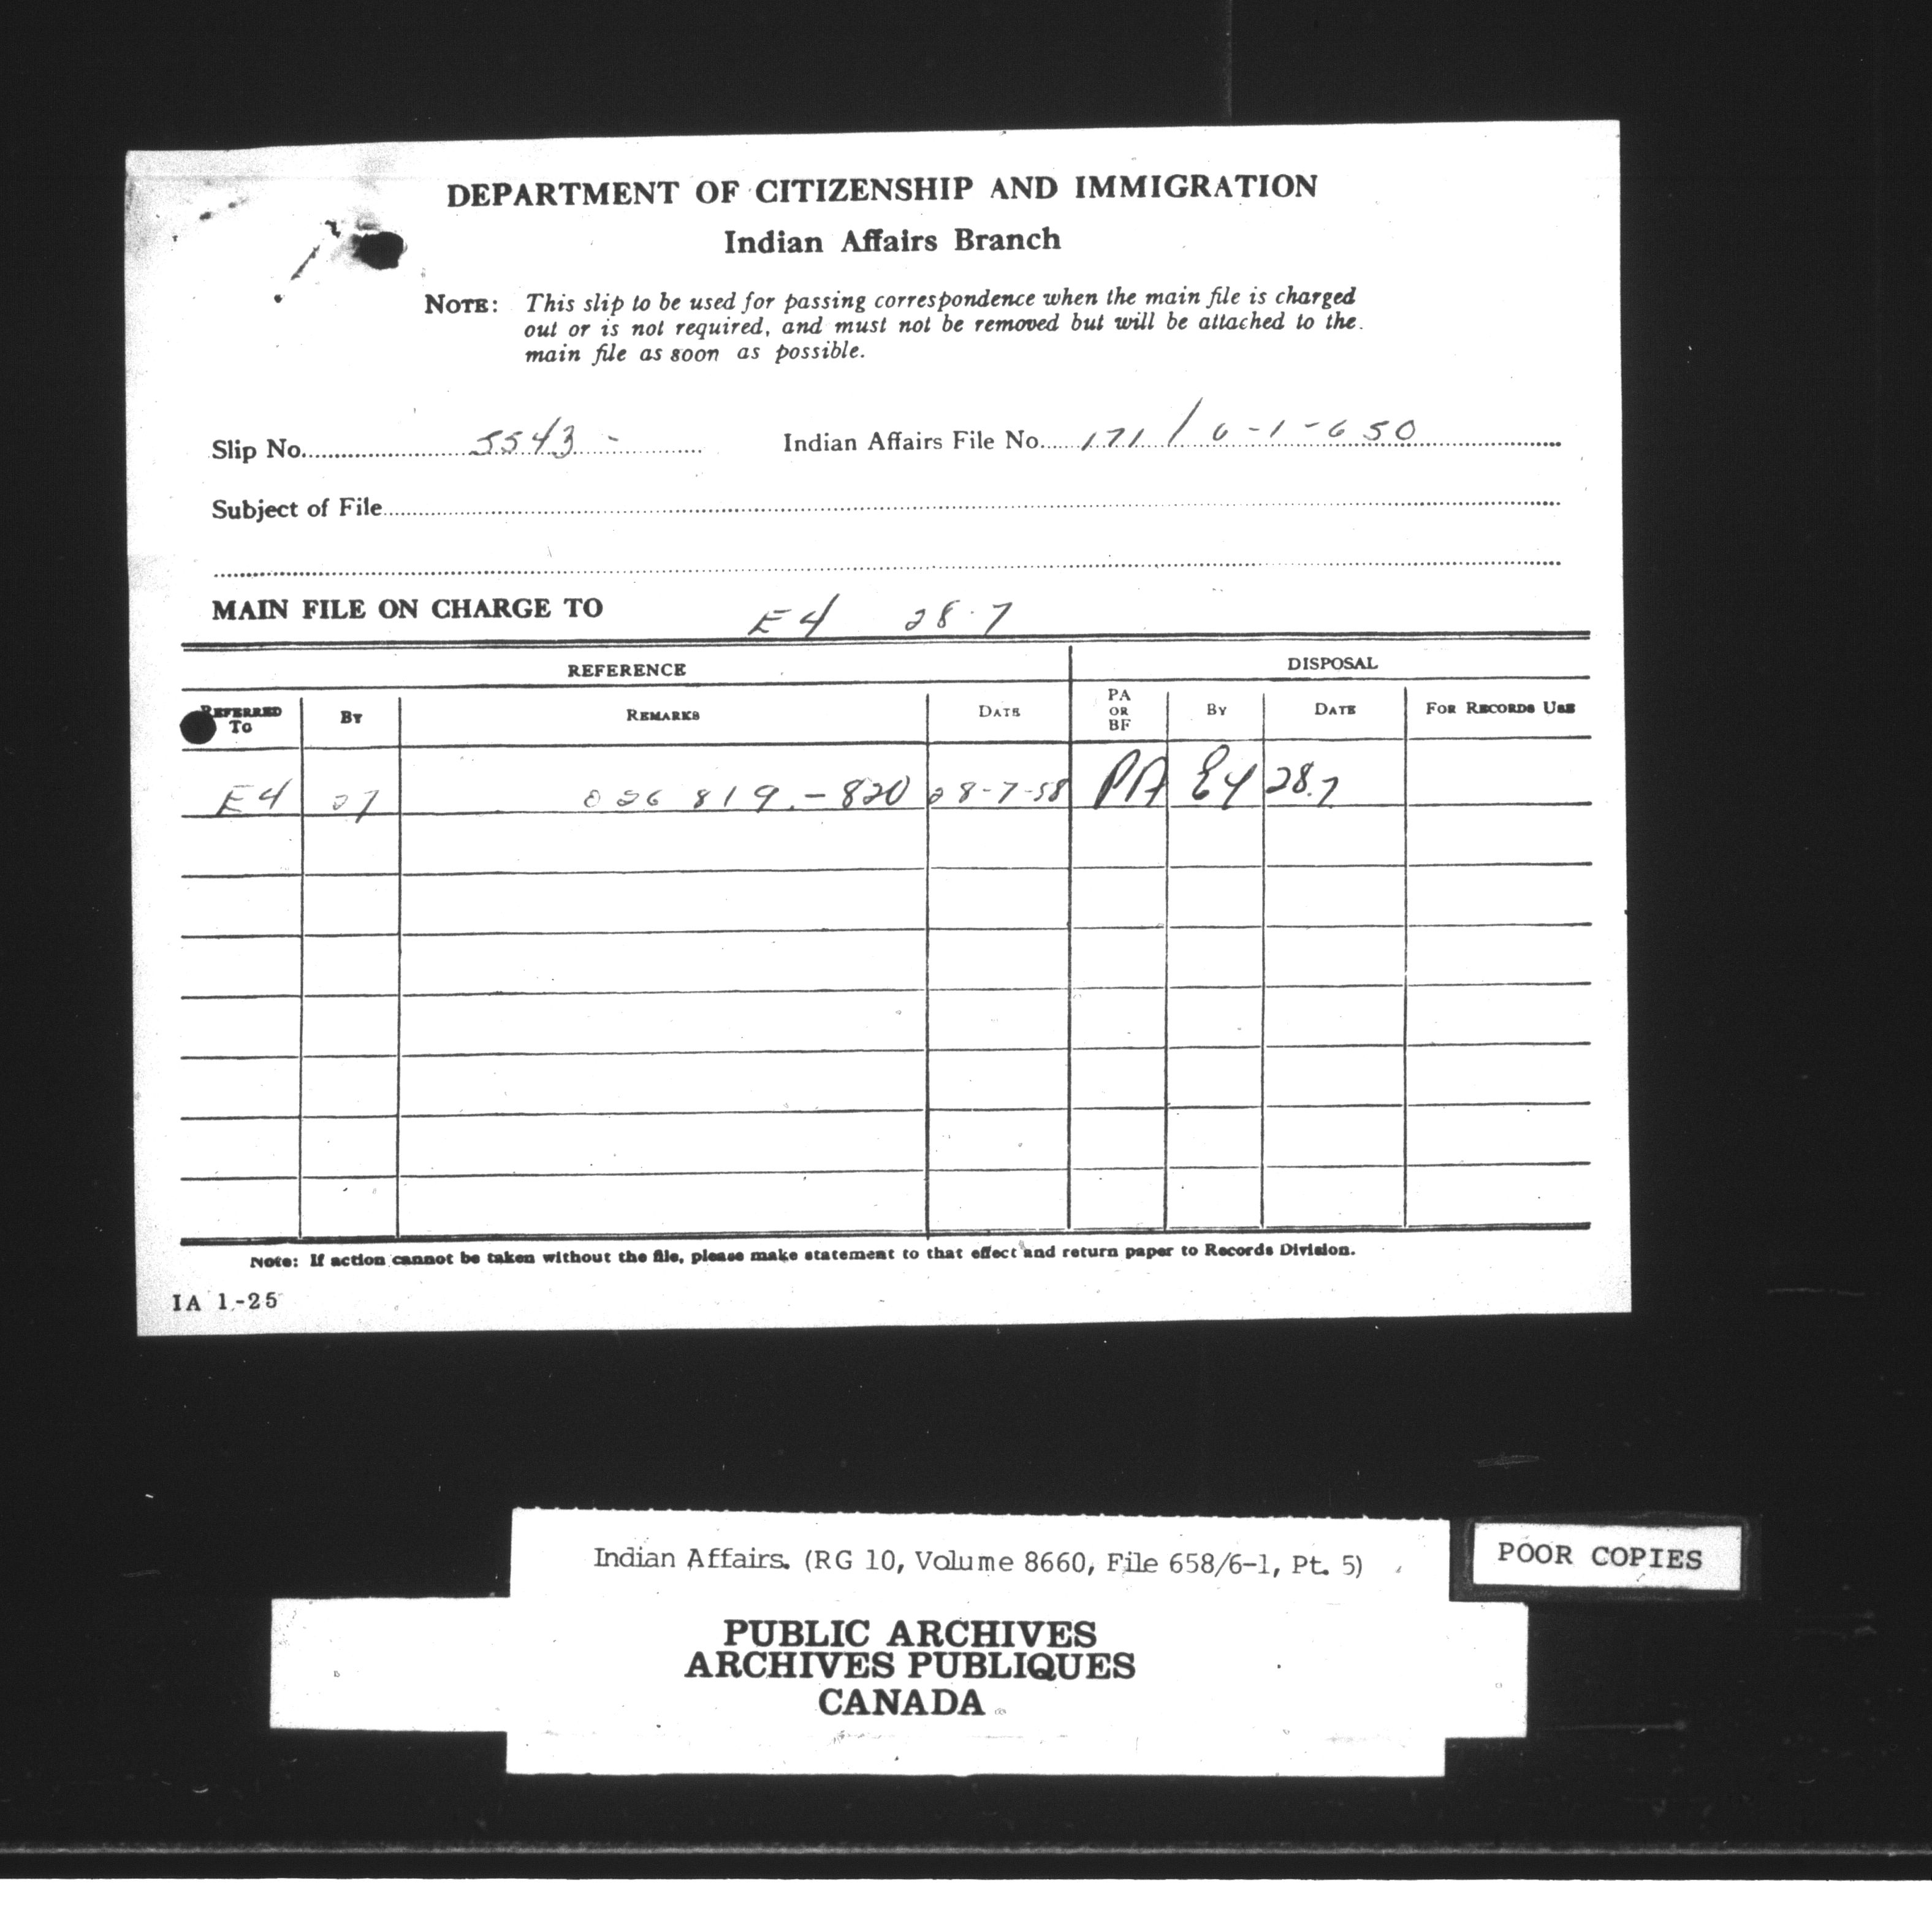 DEPARTMENT OF CITIZENSHIP AND IMMIGRATION
Indian Affairs Branch
NOTE: This slip to be used for passing correspondence when the main file is charged
out or is not required, and must not be removed but will be attached to the
main file as soon as possible.
Slip No. 5543 - Indian Affairs File No. 171/6-1-650
Subject of File
MAIN FILE ON CHARGE TO E4 28.7
REFERENCE DISPOSAL
REFERRED TO BY REMARKS DATE PA OR BF BY DATE FOR RECORDS USE
E4 819.-820 28-7-58 PA E4 28.7
Note: If action cannot be taken without the file, please make statement to that effect and return paper to Records Division.
IA 1-25
Indian Affairs. (RG 10, Volume 8660, File 658/6-1, Pt. 5)
POOR COPIES
PUBLIC ARCHIVES
ARCHIVES PUBLIQUES
CANADA